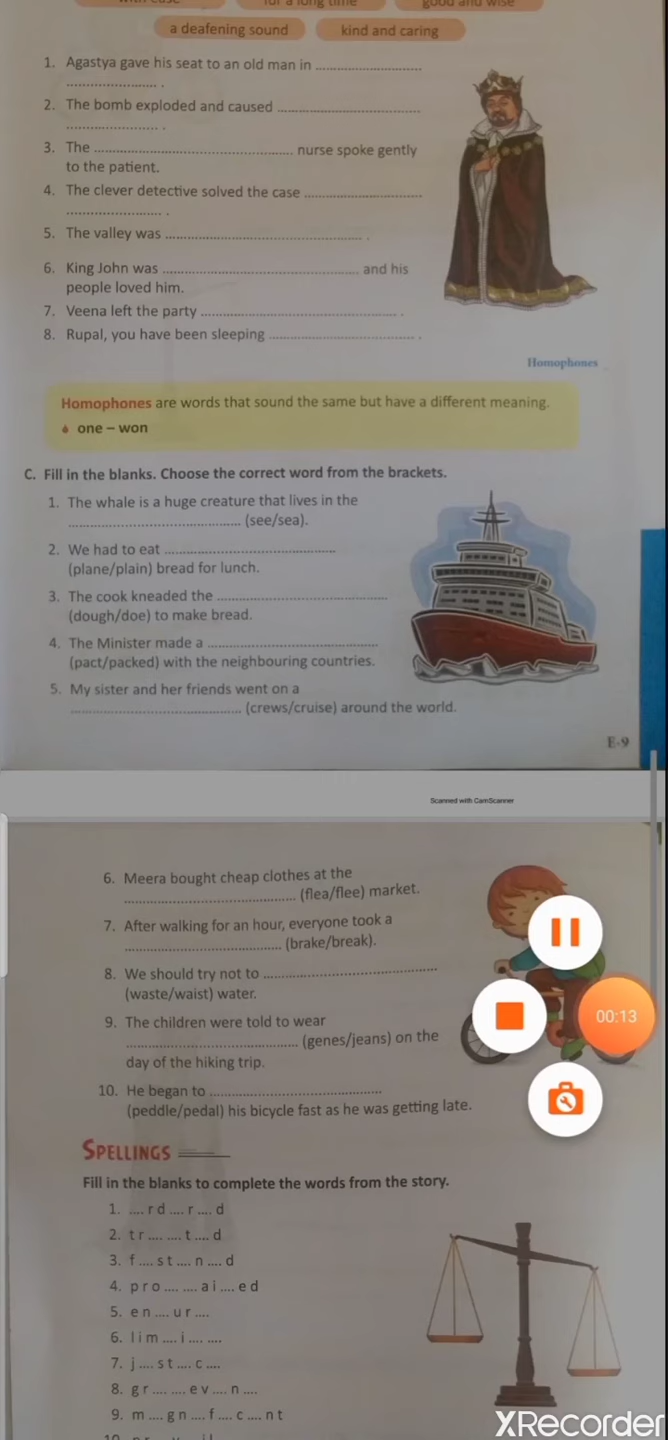 for a long time
good and wise
a deafening sound
kind and caring
1. Agastya gave his seat to an old man in ....................
.................... .
2. The bomb exploded and caused ....................
.................... .
3. The .................... nurse spoke gently
to the patient.
4. The clever detective solved the case ....................
.................... .
5. The valley was .................... .
6. King John was .................... and his
people loved him.
7. Veena left the party .................... .
8. Rupal, you have been sleeping .................... .
Homophones
Homophones are words that sound the same but have a different meaning.
one – won
C. Fill in the blanks. Choose the correct word from the brackets.
1. The whale is a huge creature that lives in the
.................... (see/sea).
2. We had to eat ....................
(plane/plain) bread for lunch.
3. The cook kneaded the ....................
(dough/doe) to make bread.
4. The Minister made a ....................
(pact/packed) with the neighbouring countries.
5. My sister and her friends went on a
.................... (crews/cruise) around the world.
E-9
Scanned with CamScanner
6. Meera bought cheap clothes at the
.................... (flea/flee) market.
7. After walking for an hour, everyone took a
.................... (brake/break).
8. We should try not to ....................
(waste/waist) water.
9. The children were told to wear
.................... (genes/jeans) on the
day of the hiking trip.
10. He began to ....................
(peddle/pedal) his bicycle fast as he was getting late.
00:13
SPELLINGS
Fill in the blanks to complete the words from the story.
1. .... r d .... r .... d
2. t r .... .... t .... d
3. f .... s t .... n .... d
4. p r o .... .... a i .... e d
5. e n .... u r ....
6. l i m .... i .... ....
7. j .... s t .... c ....
8. g r .... .... e v .... n ....
9. m .... g n .... f .... c .... n t
XRecorder